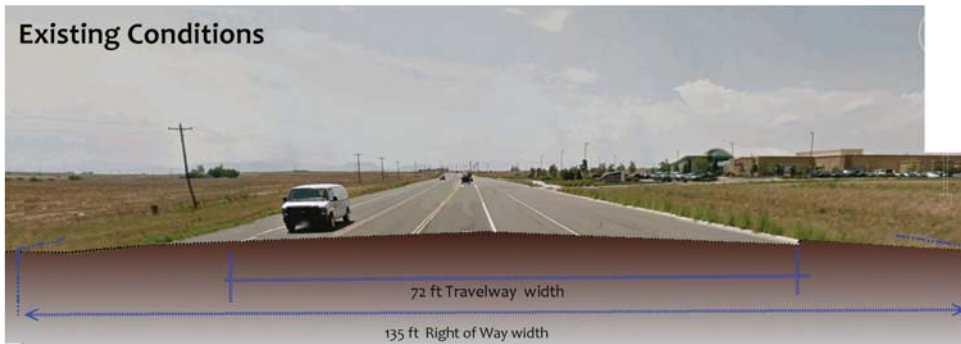 Existing Conditions
72 ft Travelway width
135 ft Right of Way width